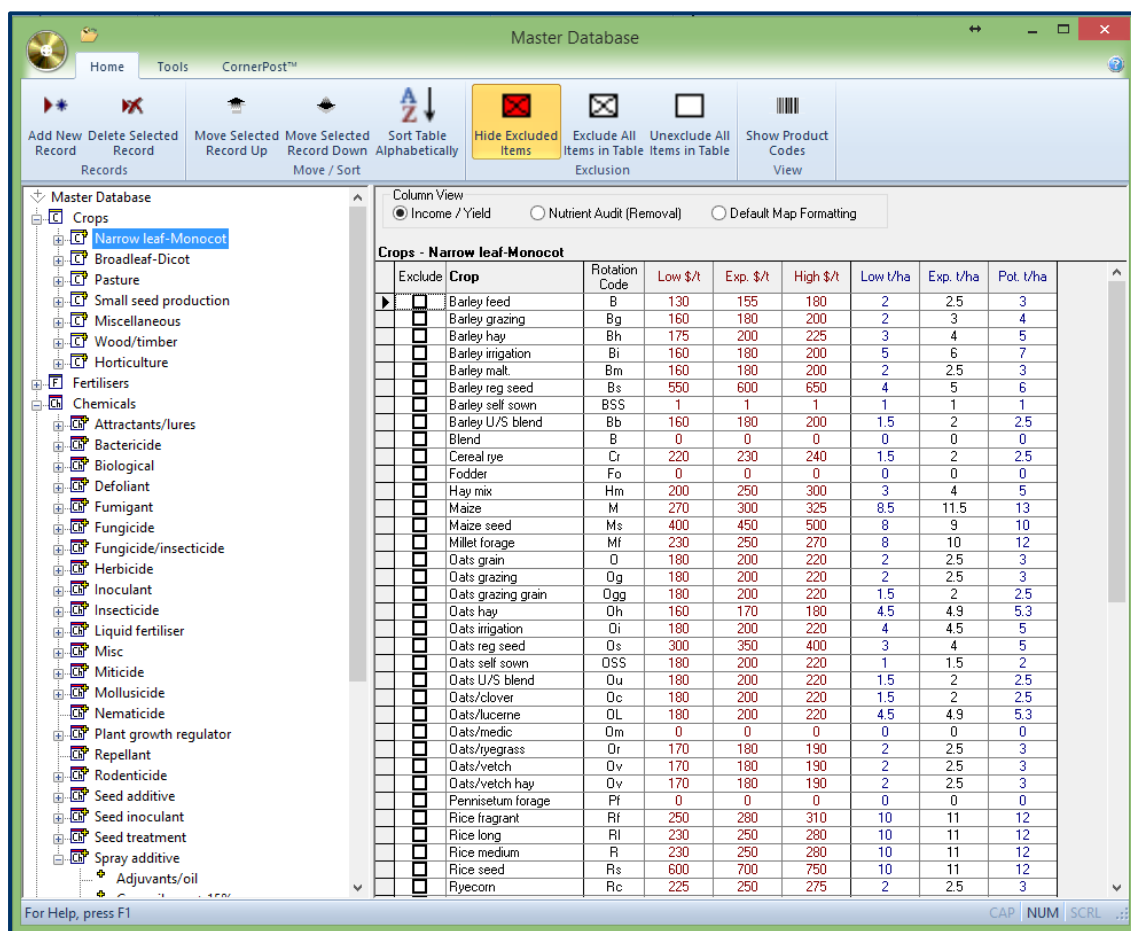 Master Database
Home Tools CornerPost™
Add New Record Delete Selected Record Move Selected Record Up Move Selected Record Down Sort Table Alphabetically Hide Excluded Items Exclude All Items in Table Unexclude All Items in Table Show Product Codes
Records Move / Sort Exclusion View
Master Database
Crops
Narrow leaf-Monocot
Broadleaf-Dicot
Pasture
Small seed production
Miscellaneous
Wood/timber
Horticulture
Fertilisers
Chemicals
Attractants/lures
Bactericide
Biological
Defoliant
Fumigant
Fungicide
Fungicide/insecticide
Herbicide
Inoculant
Insecticide
Liquid fertiliser
Misc
Miticide
Mollusicide
Nematicide
Plant growth regulator
Repellant
Rodenticide
Seed additive
Seed inoculant
Seed treatment
Spray additive
Adjuvants/oil
Column View
Income / Yield Nutrient Audit (Removal) Default Map Formatting
Crops - Narrow leaf-Monocot
Exclude Crop Rotation Code Low $/t Exp. $/t High $/t Low t/ha Exp. t/ha Pot. t/ha
Barley feed B 130 155 180 2 2.5 3
Barley grazing Bg 160 180 200 2 3 4
Barley hay Bh 175 200 225 3 4 5
Barley irrigation Bi 160 180 200 5 6 7
Barley malt. Bm 160 180 200 2 2.5 3
Barley reg seed Bs 550 600 650 4 5 6
Barley self sown BSS 1 1 1 1 1 1
Barley U/S blend Bb 160 180 200 1.5 2 2.5
Blend B 0 0 0 0 0 0
Cereal rye Cr 220 230 240 1.5 2 2.5
Fodder Fo 0 0 0 0 0 0
Hay mix Hm 200 250 300 3 4 5
Maize M 270 300 325 8.5 11.5 13
Maize seed Ms 400 450 500 8 9 10
Millet forage Mf 230 250 270 8 10 12
Oats grain O 180 200 220 2 2.5 3
Oats grazing Og 180 200 220 2 2.5 3
Oats grazing grain Ogg 180 200 220 1.5 2 2.5
Oats hay Oh 160 170 180 4.5 4.9 5.3
Oats irrigation Oi 180 200 220 4 4.5 5
Oats reg seed Os 300 350 400 3 4 5
Oats self sown OSS 180 200 220 1 1.5 2
Oats U/S blend Ou 180 200 220 1.5 2 2.5
Oats/clover Oc 180 200 220 1.5 2 2.5
Oats/lucerne OL 180 200 220 4.5 4.9 5.3
Oats/medic Om 0 0 0 0 0 0
Oats/ryegrass Or 170 180 190 2 2.5 3
Oats/vetch Ov 170 180 190 2 2.5 3
Oats/vetch hay Ov 170 180 190 2 2.5 3
Pennisetum forage Pf 0 0 0 0 0 0
Rice fragrant Rf 250 280 310 10 11 12
Rice long Rl 230 250 280 10 11 12
Rice medium R 230 250 280 10 11 12
Rice seed Rs 600 700 750 10 11 12
Ryecorn Rc 225 250 275 2 2.5 3
For Help, press F1 CAP NUM SCRL